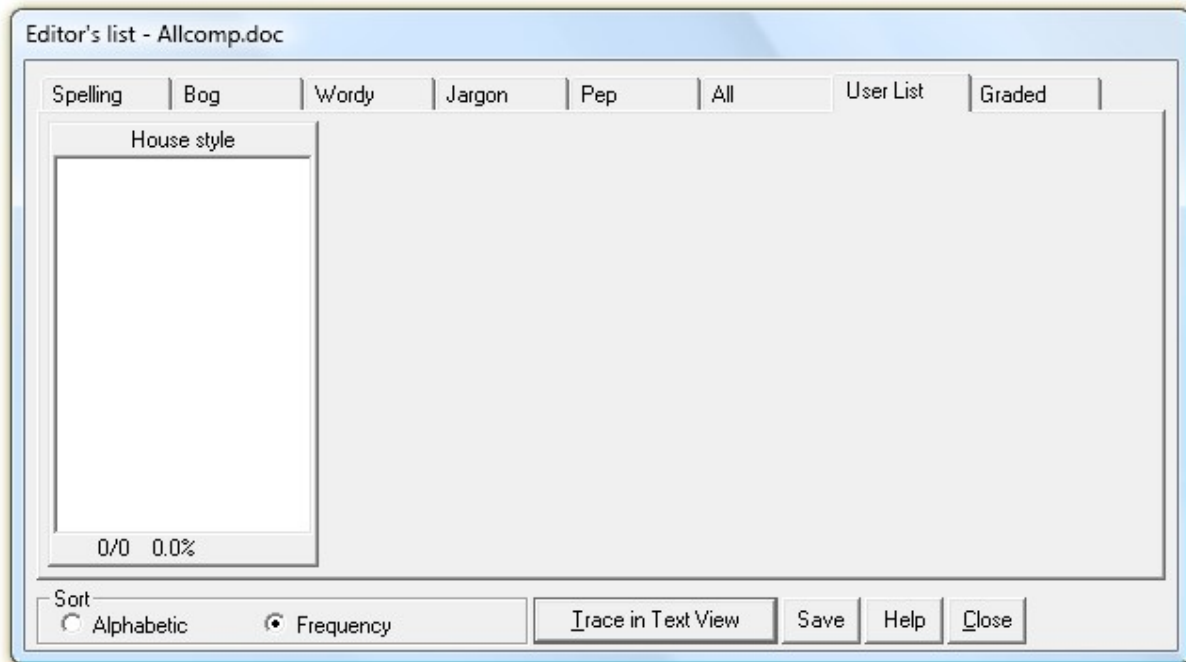 Editor's list - Allcomp.doc
Spelling Bog Wordy Jargon Pep All User List Graded
House style
0/0 0.0%
Sort
Alphabetic Frequency Trace in Text View Save Help Close